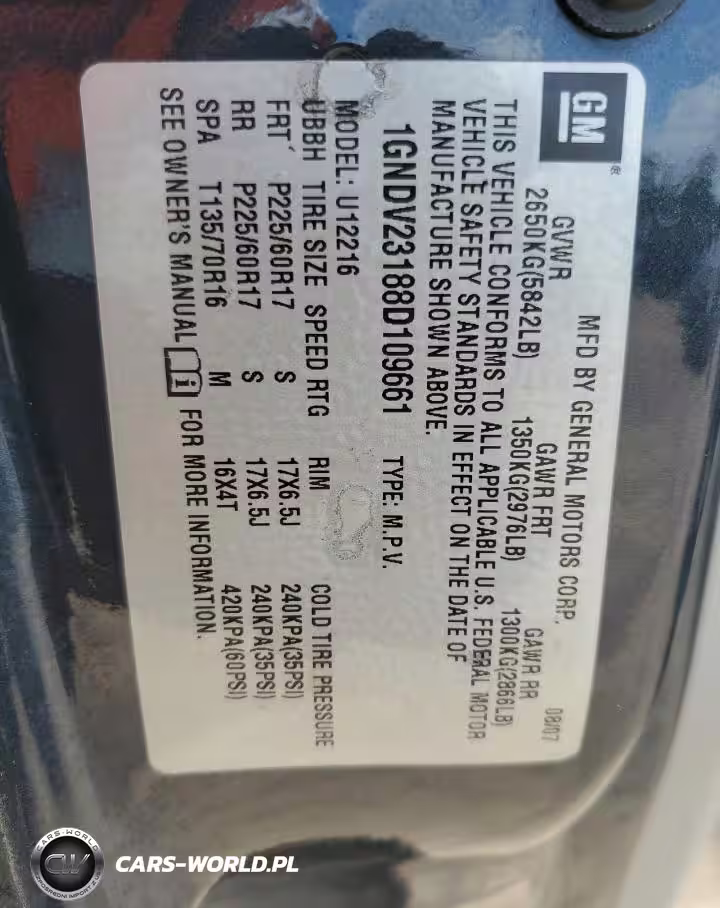 GM®
MFD BY GENERAL MOTORS CORP. 08/07
GVWR GAWR FRT GAWR RR
2650KG(5842LB) 1350KG(2976LB) 1300KG(2866LB)
THIS VEHICLE CONFORMS TO ALL APPLICABLE U.S. FEDERAL MOTOR
VEHICLE SAFETY STANDARDS IN EFFECT ON THE DATE OF
MANUFACTURE SHOWN ABOVE.
1GNDV23188D109661 TYPE: M.P.V.
MODEL: U12216
UBBH TIRE SIZE SPEED RTG RIM COLD TIRE PRESSURE
FRT P225/60R17 S 17X6.5J 240KPA(35PSI)
RR P225/60R17 S 17X6.5J 240KPA(35PSI)
SPA T135/70R16 M 16X4T 420KPA(60PSI)
SEE OWNER'S MANUAL i FOR MORE INFORMATION.
CARS-WORLD
CW
CARS-WORLD.PL